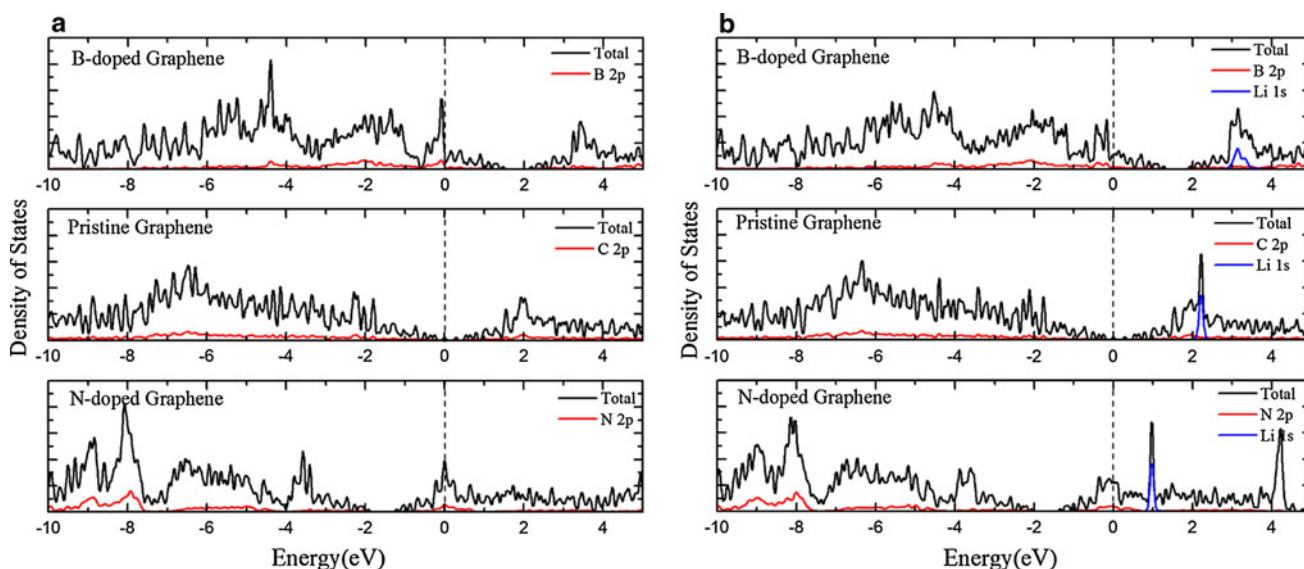 a
B-doped Graphene
Total
B 2p
-10 -8 -6 -4 -2 0 2 4
Pristine Graphene
Total
C 2p
-10 -8 -6 -4 -2 0 2 4
N-doped Graphene
Total
N 2p
-10 -8 -6 -4 -2 0 2 4
Density of States
Energy(eV)
b
B-doped Graphene
Total
B 2p
Li 1s
-10 -8 -6 -4 -2 0 2 4
Pristine Graphene
Total
C 2p
Li 1s
-10 -8 -6 -4 -2 0 2 4
N-doped Graphene
Total
N 2p
Li 1s
-10 -8 -6 -4 -2 0 2 4
Density of States
Energy(eV)